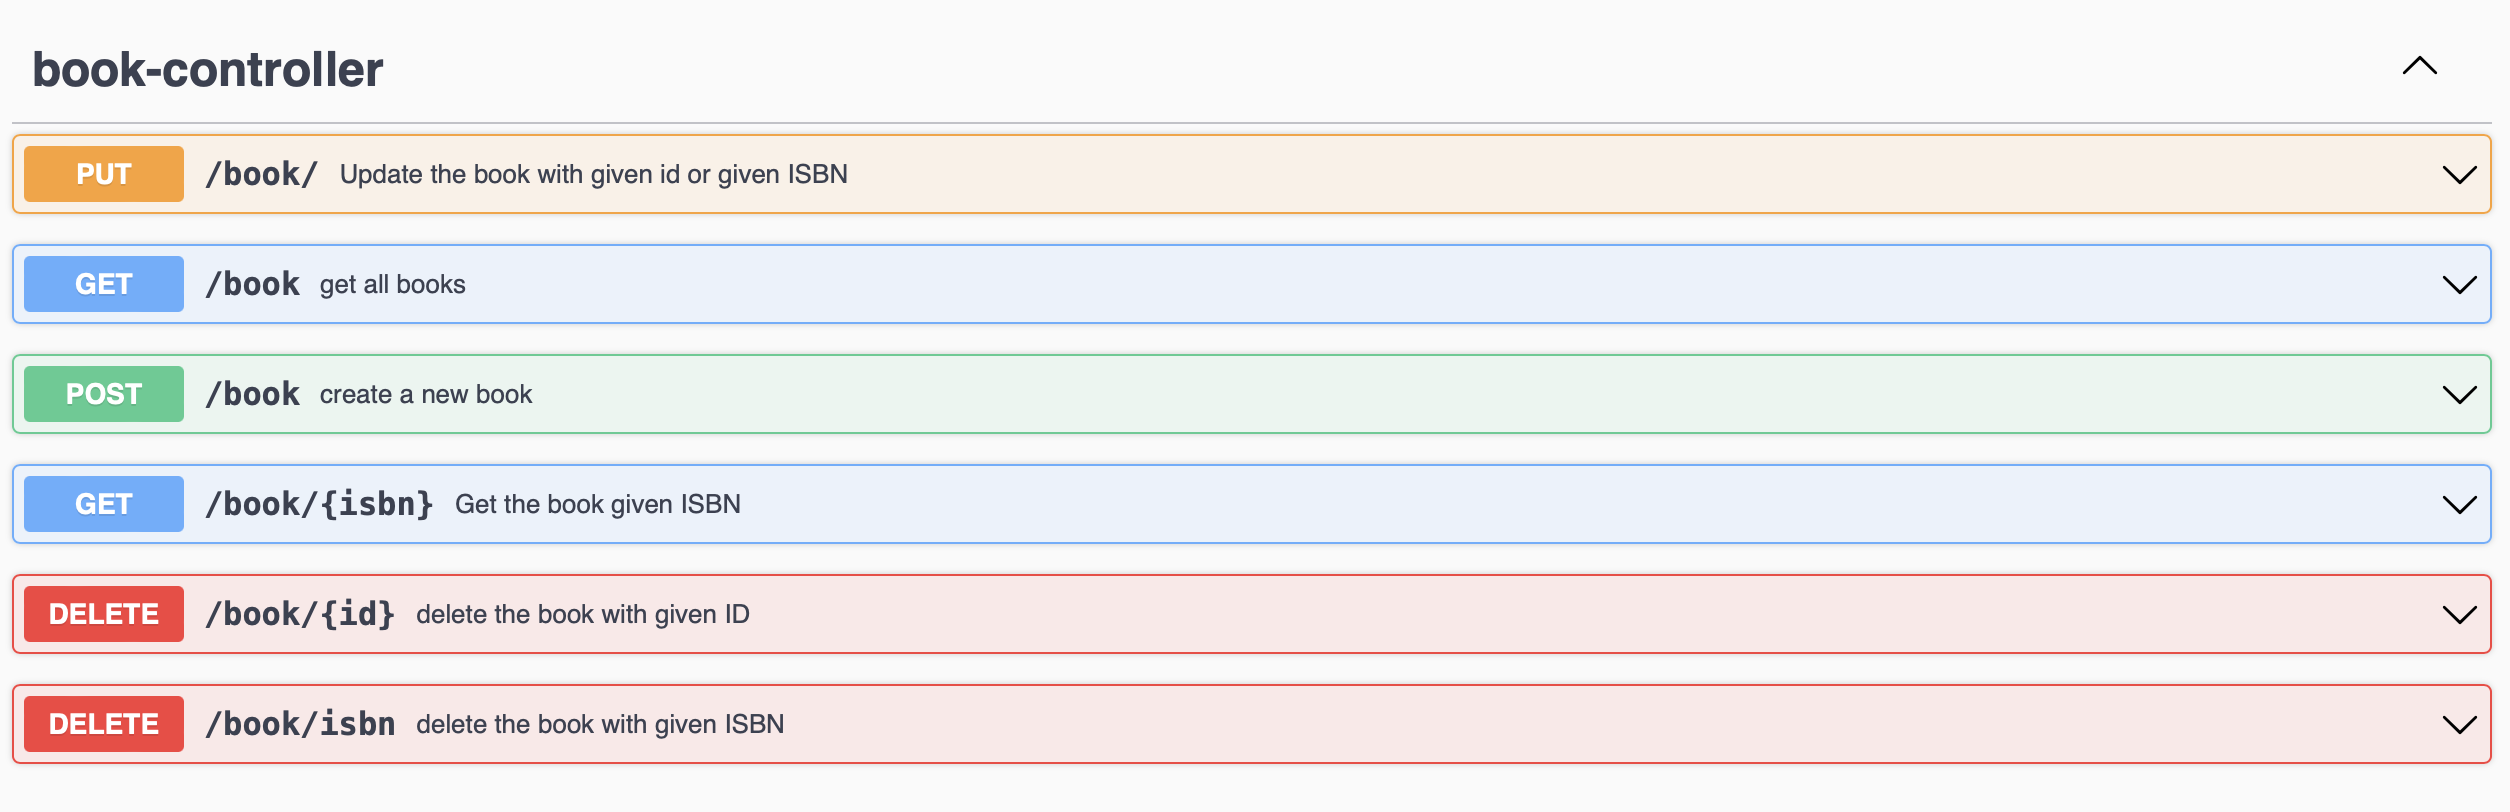 book-controller
PUT /book/ Update the book with given id or given ISBN
GET /book get all books
POST /book create a new book
GET /book/{isbn} Get the book given ISBN
DELETE /book/{id} delete the book with given ID
DELETE /book/isbn delete the book with given ISBN